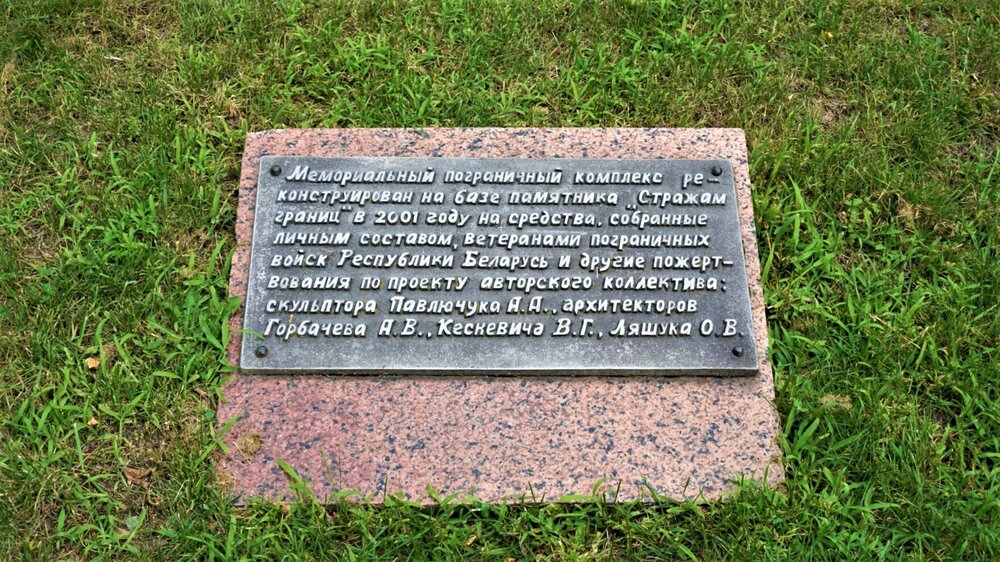 Мемориальный пограничный комплекс ре-
конструирован на базе памятника „Стражам
границ" в 2001 году на средства, собранные
личным составом, ветеранами пограничных
войск Республики Беларусь и другие пожерт-
вования по проекту авторского коллектива:
скульптора Павлючука А.А., архитекторов
Горбачева А.В., Кескевича В.Г., Ляшука О.В.